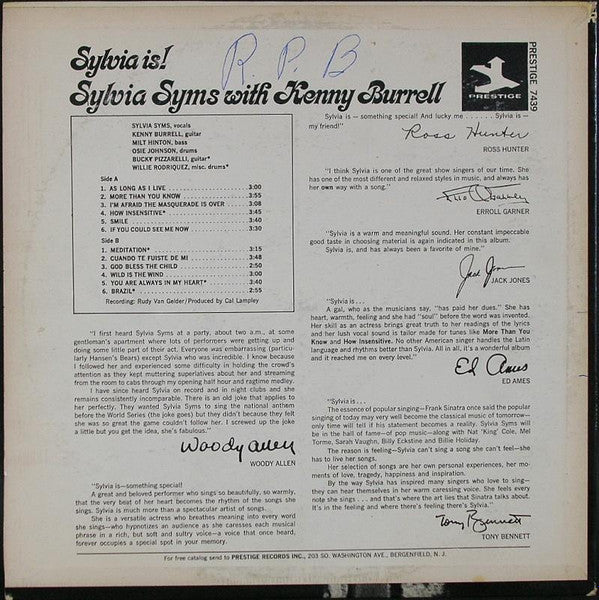 Sylvia is!
R. P. B
Sylvia Syms with Kenny Burrell
PRESTIGE
PRESTIGE 7439
SYLVIA SYMS, vocals
KENNY BURRELL, guitar
MILT HINTON, bass
OSIE JOHNSON, drums
BUCKY PIZZARELLI, guitar*
WILLIE RODRIQUEZ, misc. drums*
Side A
1. AS LONG AS I LIVE 3:00
2. MORE THAN YOU KNOW 3:55
3. I'M AFRAID THE MASQUERADE IS OVER 3:08
4. HOW INSENSITIVE* 3:45
5. SMILE 3:40
6. IF YOU COULD SEE ME NOW 3:30
Side B
1. MEDITATION* 3:15
2. CUANDO TE FUISTE DE MI 3:48
3. GOD BLESS THE CHILD 2:50
4. WILD IS THE WIND 3:00
5. YOU ARE ALWAYS IN MY HEART* 3:40
6. BRAZIL* 2:55
Recording: Rudy Van Gelder/Produced by Cal Lampley
"I first heard Sylvia Syms at a party, about two a.m., at some
gentleman's apartment where lots of performers were getting up and
doing some little part of their act. Everyone was embarrassing (particu-
larly Hansen's Bears) except Sylvia who was incredible. I know because
I followed her and experienced some difficulty in holding the crowd's
attention as they kept muttering superlatives about her and streaming
from the room to cabs through my opening half hour and ragtime medley.
I have since heard Sylvia on record and in night clubs and she
remains consistently incomparable. There is an old joke that applies to
her perfectly. They wanted Sylvia Syms to sing the national anthem
before the World Series (the joke goes) but they didn't because they felt
she was so great the game couldn't follow her. I screwed up the joke
a little but you get the idea, she's fabulous."
Woody Allen
WOODY ALLEN
"Sylvia is—something special!
A great and beloved performer who sings so beautifully, so warmly,
that the very beat of her heart becomes the rhythm of the songs she
sings. Sylvia is much more than a spectacular artist of songs.
She is a versatile actress who breathes meaning into every word
she sings—who hypnotizes an audience as she caresses each musical
phrase in a rich, but soft and sultry voice—a voice that once heard,
forever occupies a special spot in your memory.
Sylvia is — something special! And lucky me . . . . . . Sylvia is —
my friend!"
Ross Hunter
ROSS HUNTER
"I think Sylvia is one of the great show singers of our time. She
has one of the most different and relaxed styles in music, and always has
her own way with a song."
Erroll Garner
ERROLL GARNER
"Sylvia is a warm and meaningful sound. Her constant impeccable
good taste in choosing material is again indicated in this album.
Sylvia is, and has always been a favorite of mine."
Jack Jones
JACK JONES
"Sylvia is . . .
A gal, who as the musicians say, "has paid her dues". She has
heart, warmth, feeling and she had "soul" before the word was invented.
Her skill as an actress brings great truth to her readings of the lyrics
and her lush vocal sound is tailor made for tunes like More Than You
Know and How Insensitive. No other American singer handles the Latin
language and rhythms better than Sylvia. All in all, it's a wonderful album
and it reached me on every level."
Ed Ames
ED AMES
"Sylvia is . . .
The essence of popular singing—Frank Sinatra once said the popular
singing of today may very well become the classical music of tomorrow—
only time will tell if his statement becomes a reality. Sylvia Syms will
be in the hall of fame—of pop music—along with Nat 'King' Cole, Mel
Torme, Sarah Vaughn, Billy Eckstine and Billie Holiday.
The reason is feeling—Sylvia can't sing a song she can't feel—she
has to live her songs.
Her selection of songs are her own personal experiences, her mo-
ments of love, tragedy, happiness and inspiration.
By the way Sylvia has inspired many singers who love to sing—
they can hear themselves in her warm caressing voice. She feels every
note she sings . . . and that's where the art lies that Sinatra talks about.
It's in the feeling and where there's feeling there's Sylvia."
Tony Bennett
TONY BENNETT
For free catalog send to PRESTIGE RECORDS INC., 203 SO. WASHINGTON AVE., BERGENFIELD, N. J.